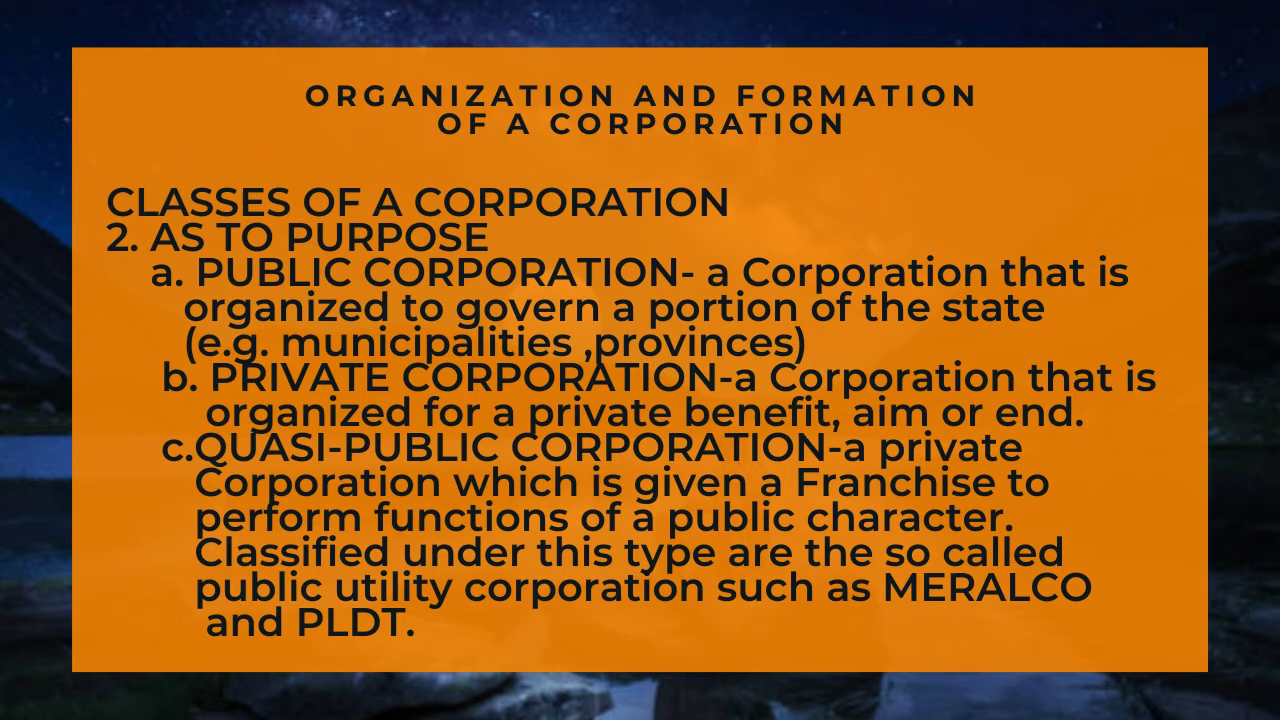 ORGANIZATION AND FORMATION
OF A CORPORATION
CLASSES OF A CORPORATION
2. AS TO PURPOSE
a. PUBLIC CORPORATION- a Corporation that is
organized to govern a portion of the state
(e.g. municipalities ,provinces)
b. PRIVATE CORPORATION-a Corporation that is
organized for a private benefit, aim or end.
c.QUASI-PUBLIC CORPORATION-a private
Corporation which is given a Franchise to
perform functions of a public character.
Classified under this type are the so called
public utility corporation such as MERALCO
and PLDT.